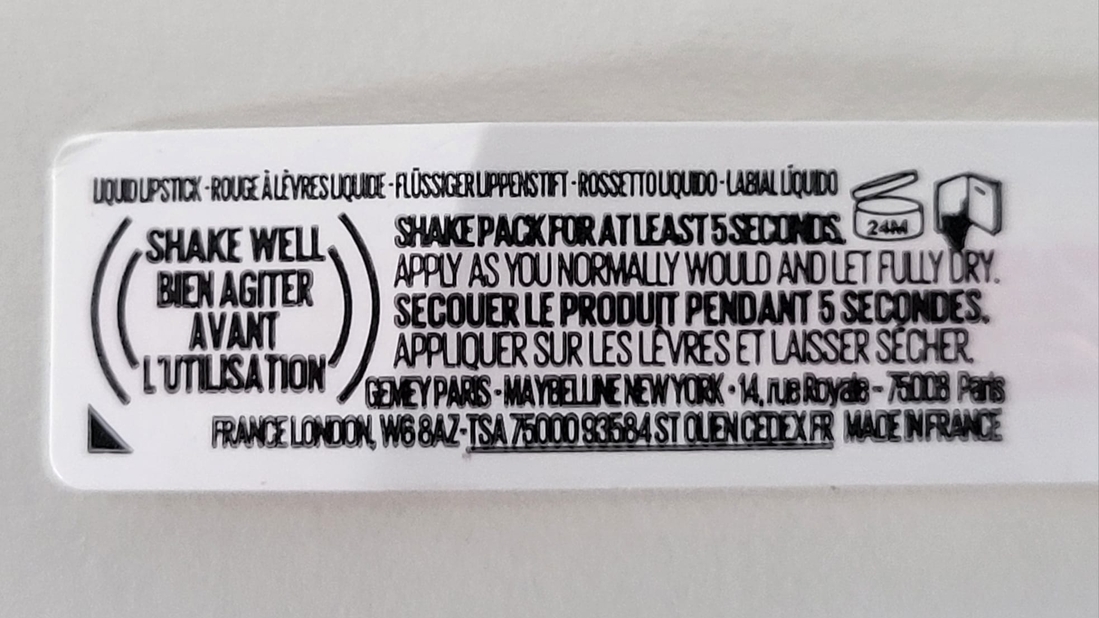 LIQUID LIPSTICK - ROUGE À LÈVRES LIQUIDE - FLÜSSIGER LIPPENSTIFT - ROSSETTO LIQUIDO - LABIAL LÍQUIDO
24M
SHAKE WELL
BIEN AGITER
AVANT
L'UTILISATION
SHAKE PACK FOR AT LEAST 5 SECONDS.
APPLY AS YOU NORMALLY WOULD AND LET FULLY DRY.
SECOUER LE PRODUIT PENDANT 5 SECONDES.
APPLIQUER SUR LES LÈVRES ET LAISSER SÉCHER.
GEMEY PARIS - MAYBELLINE NEW YORK - 14, rue Royale - 75008 Paris
FRANCE LONDON, W6 8AZ - TSA 75000 93584 ST OUEN CEDEX FR MADE IN FRANCE